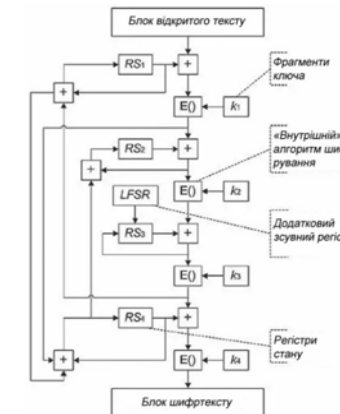 Блок відкритого тексту
RS1
+
+
Фрагменти
ключа
E()
k1
«Внутрішній»
алгоритм шиф
рування
RS2
+
+
E()
k2
LFSR
Додатковий
зсувний регіс
RS3
+
E()
k3
RS4
+
+
+
Регістри
стану
E()
k4
Блок шифртексту